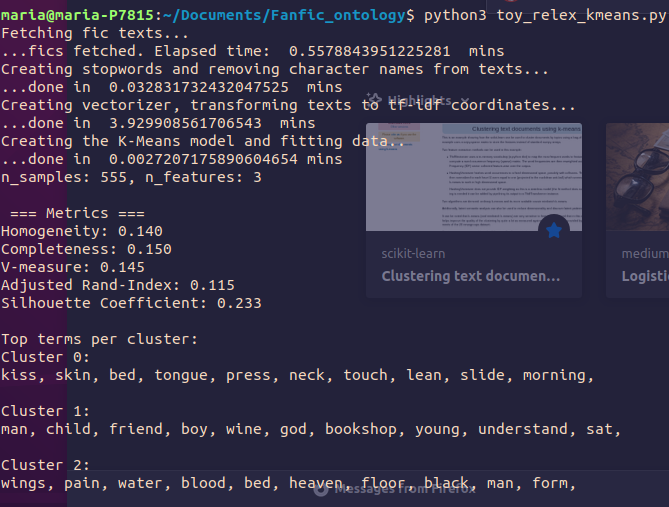 maria@maria-P7815:~/Documents/Fanfic_ontology$ python3 toy_relex_kmeans.py
Fetching fic texts...
...fics fetched. Elapsed time:  0.5578843951225281  mins
Creating stopwords and removing character names from texts...
...done in  0.032831732432047525  mins
Highlights
Creating vectorizer, transforming texts to tf-idf coordinates...
...done in  3.929908561706543  mins
Clustering text documents using k-means
Creating the K-Means model and fitting data..
...done in  0.0027207175890604654 mins
n_samples: 555, n_features: 3
=== Metrics ===
Homogeneity: 0.140
Completeness: 0.150
V-measure: 0.145
Adjusted Rand-Index: 0.115
Silhouette Coefficient: 0.233
scikit-learn
medium
Clustering text documen...
Logisti
Top terms per cluster:
Cluster 0:
kiss, skin, bed, tongue, press, neck, touch, lean, slide, morning,
Cluster 1:
man, child, friend, boy, wine, god, bookshop, young, understand, sat,
Cluster 2:
wings, pain, water, blood, bed, heaven, floor, black, man, form,
Messages from Firefox